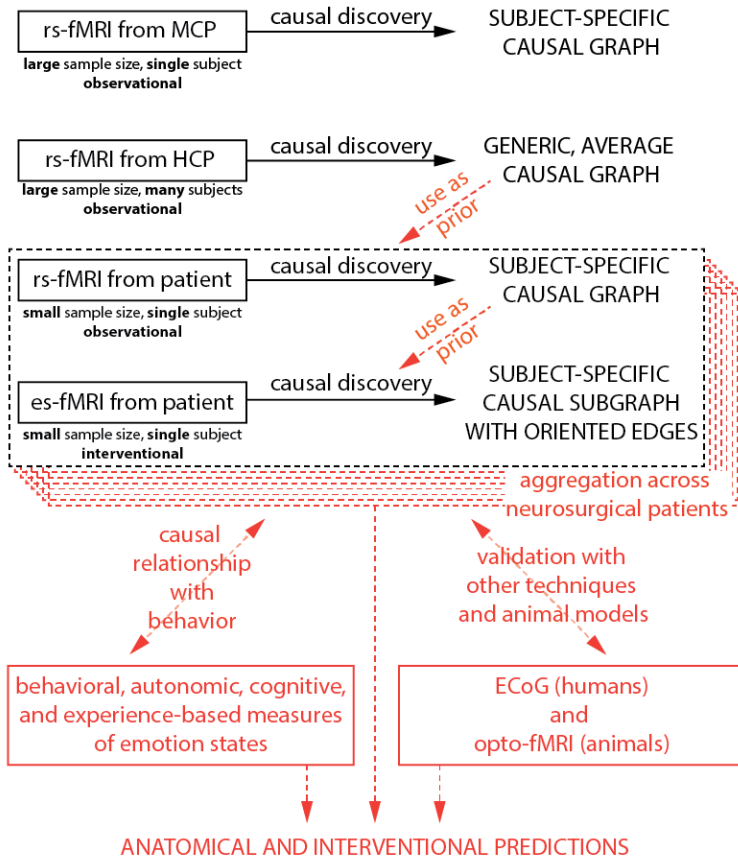 rs-fMRI from MCP
causal discovery
SUBJECT-SPECIFIC
CAUSAL GRAPH
large sample size, single subject
observational
rs-fMRI from HCP
causal discovery
GENERIC, AVERAGE
CAUSAL GRAPH
large sample size, many subjects
observational
use as
prior
rs-fMRI from patient
causal discovery
SUBJECT-SPECIFIC
CAUSAL GRAPH
small sample size, single subject
observational
use as
prior
es-fMRI from patient
causal discovery
SUBJECT-SPECIFIC
CAUSAL SUBGRAPH
WITH ORIENTED EDGES
small sample size, single subject
interventional
aggregation across
neurosurgical patients
causal
relationship
with
behavior
validation with
other techniques
and animal models
behavioral, autonomic, cognitive,
and experience-based measures
of emotion states
ECoG (humans)
and
opto-fMRI (animals)
ANATOMICAL AND INTERVENTIONAL PREDICTIONS